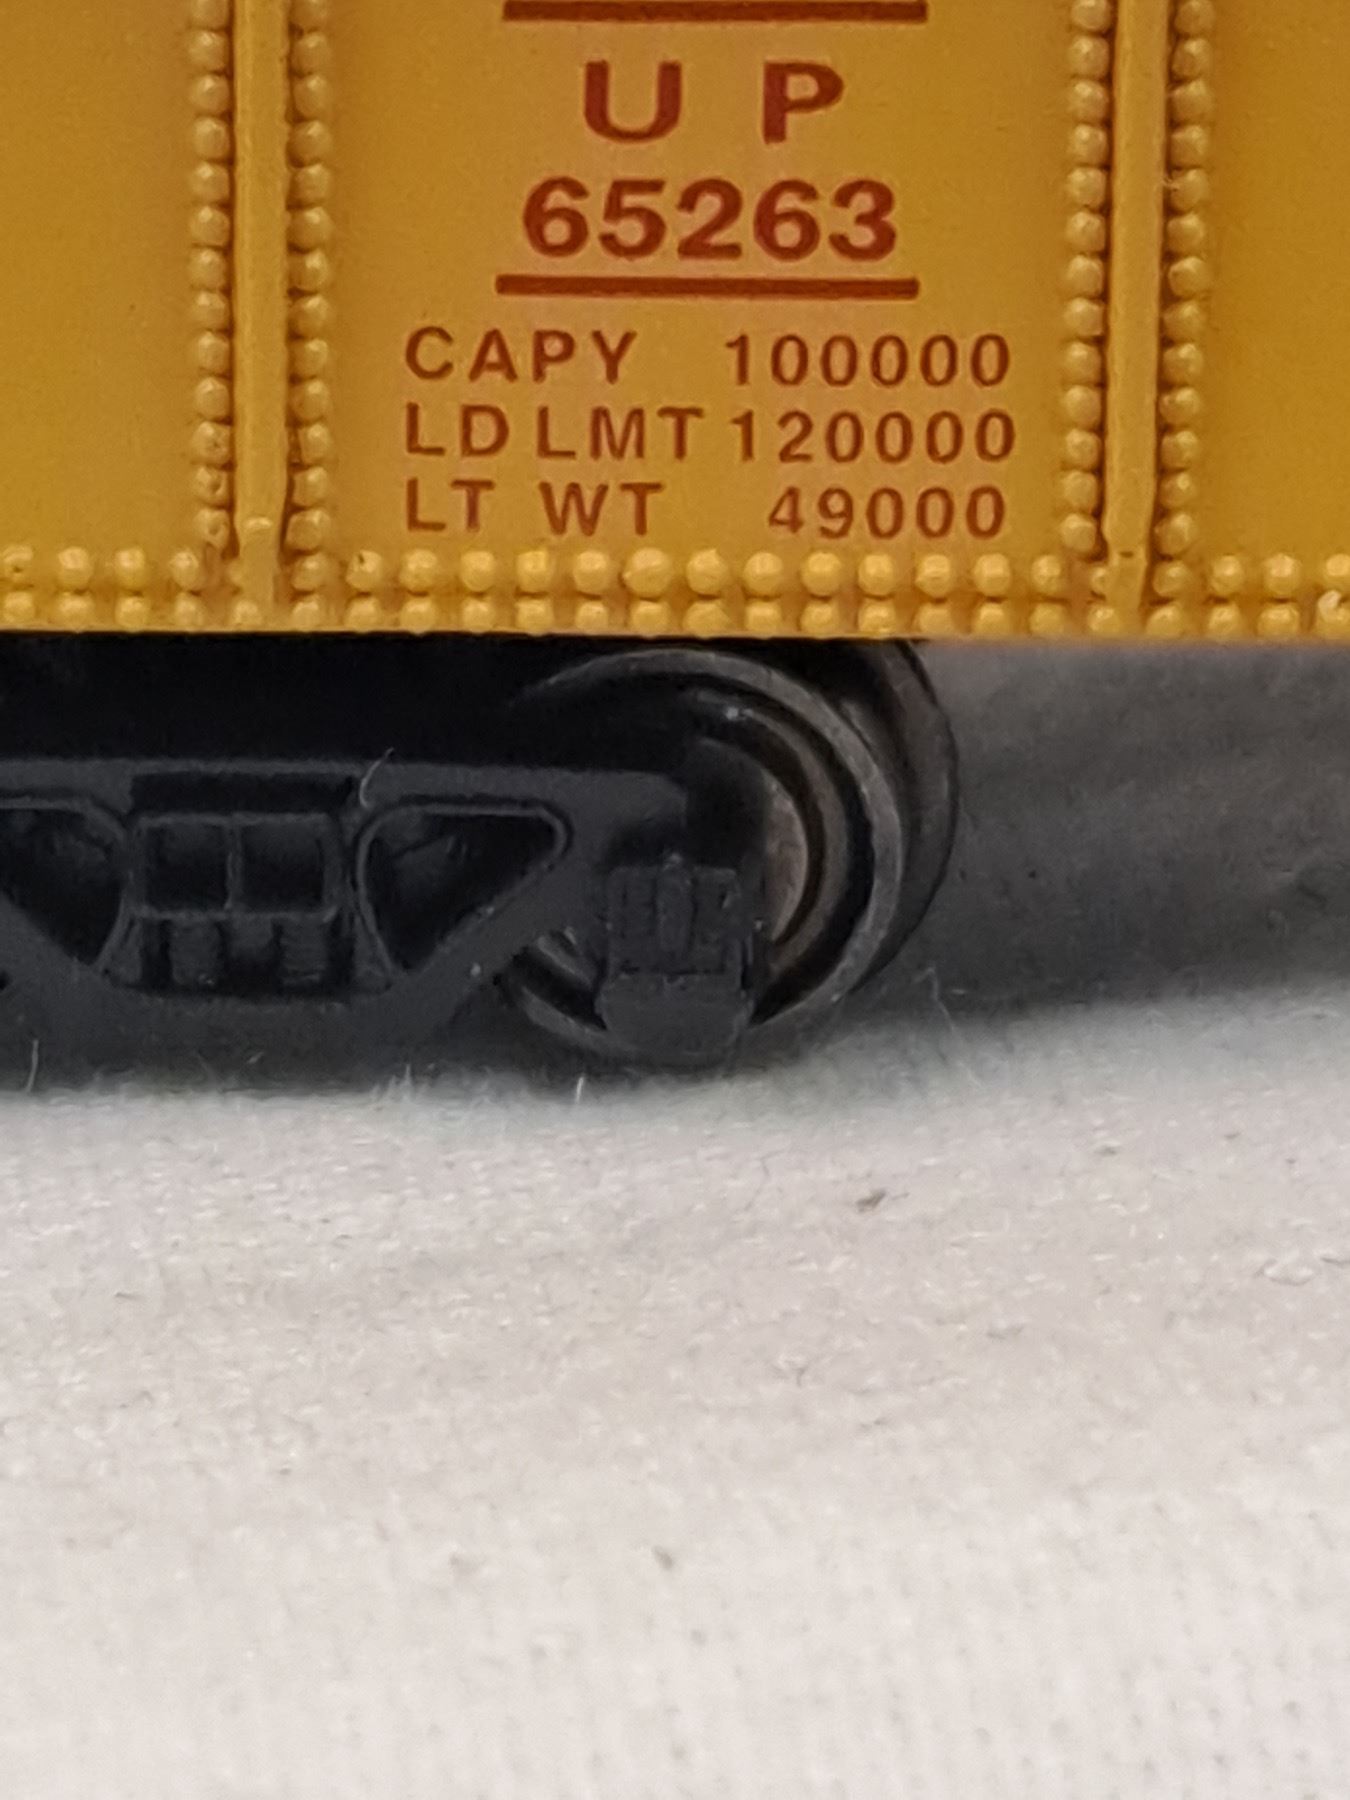 U P
65263
CAPY 100000
LD LMT 120000
LT WT 49000